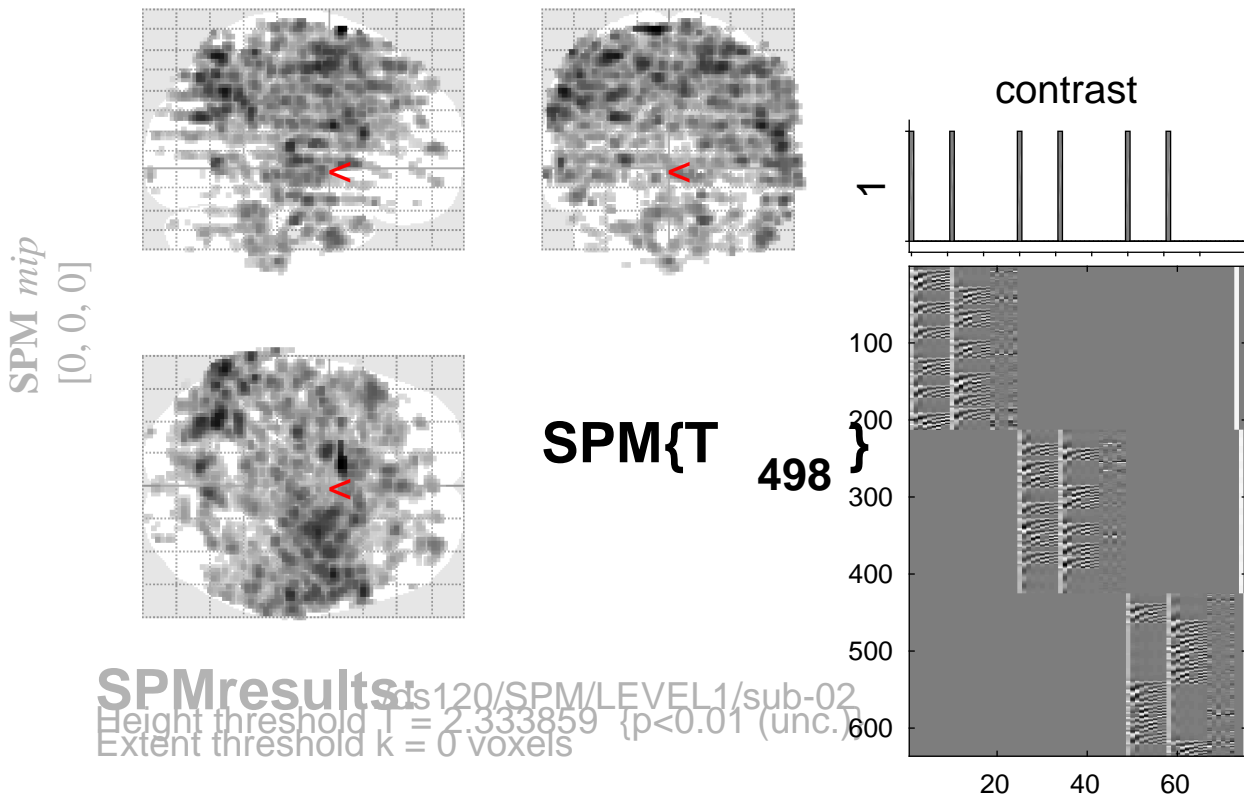 SPM mip
[0, 0, 0]
<
<
<
contrast
1
SPM{T 498 }
100
200
300
400
500
600
20 40 60
SPMresults: /ds120/SPM/LEVEL1/sub-02
Height threshold T = 2.333859 {p<0.01 (unc.)}
Extent threshold k = 0 voxels